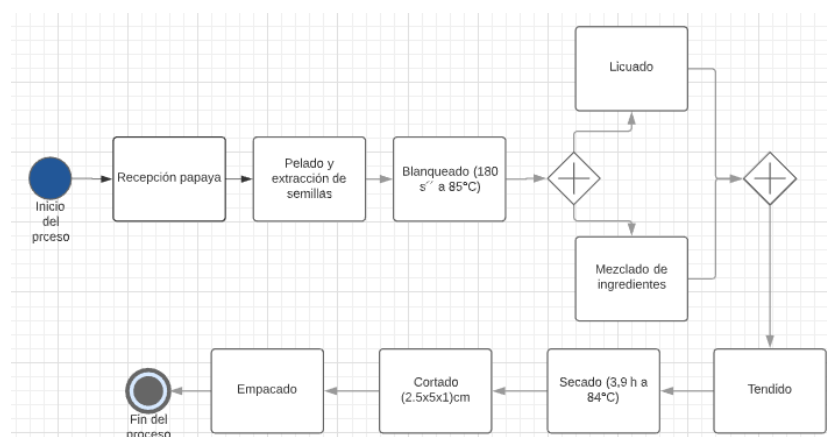 Licuado
Inicio
del
prceso
Recepción papaya
Pelado y
extracción de
semillas
Blanqueado (180
s´´ a 85°C)
Mezclado de
ingredientes
Tendido
Secado (3,9 h a
84°C)
Cortado
(2.5x5x1)cm
Empacado
Fin del
proceso